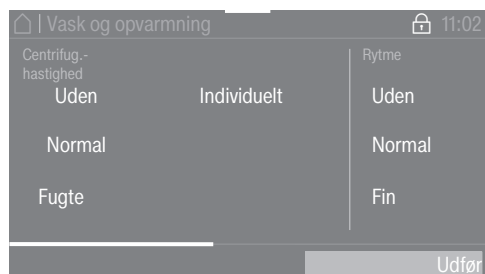 Vask og opvarmning 11:02
Centrifug.-
hastighed
Rytme
Uden Individuelt Uden
Normal Normal
Fugte Fin
Udfør